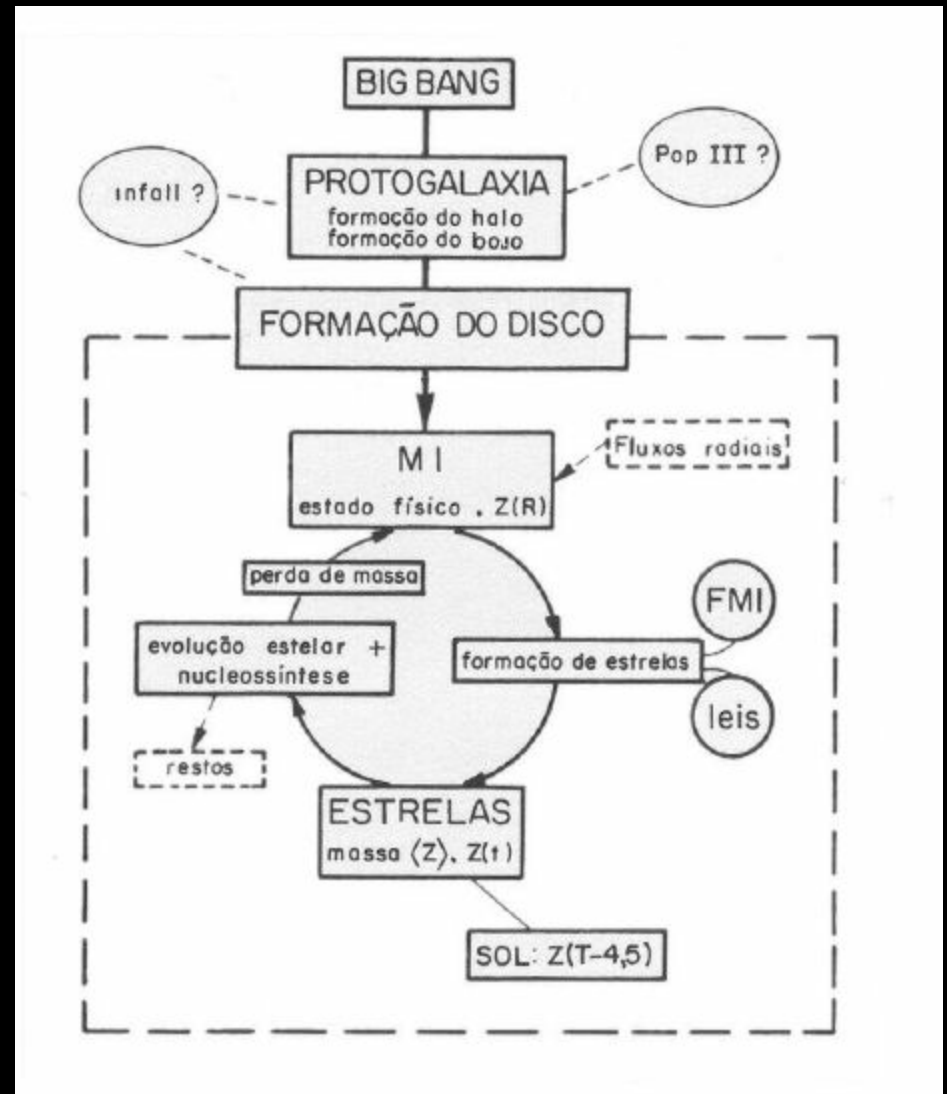 BIG BANG
infall ?
Pop III ?
PROTOGALAXIA
formação do halo
formação do bojo
FORMAÇÃO DO DISCO
MI
estado físico, Z(R)
Fluxos radiais
perda de massa
FMI
evolução estelar +
nucleossíntese
formação de estrelas
leis
restos
ESTRELAS
massa ⟨Z⟩, Z(t)
SOL: Z(T-4,5)